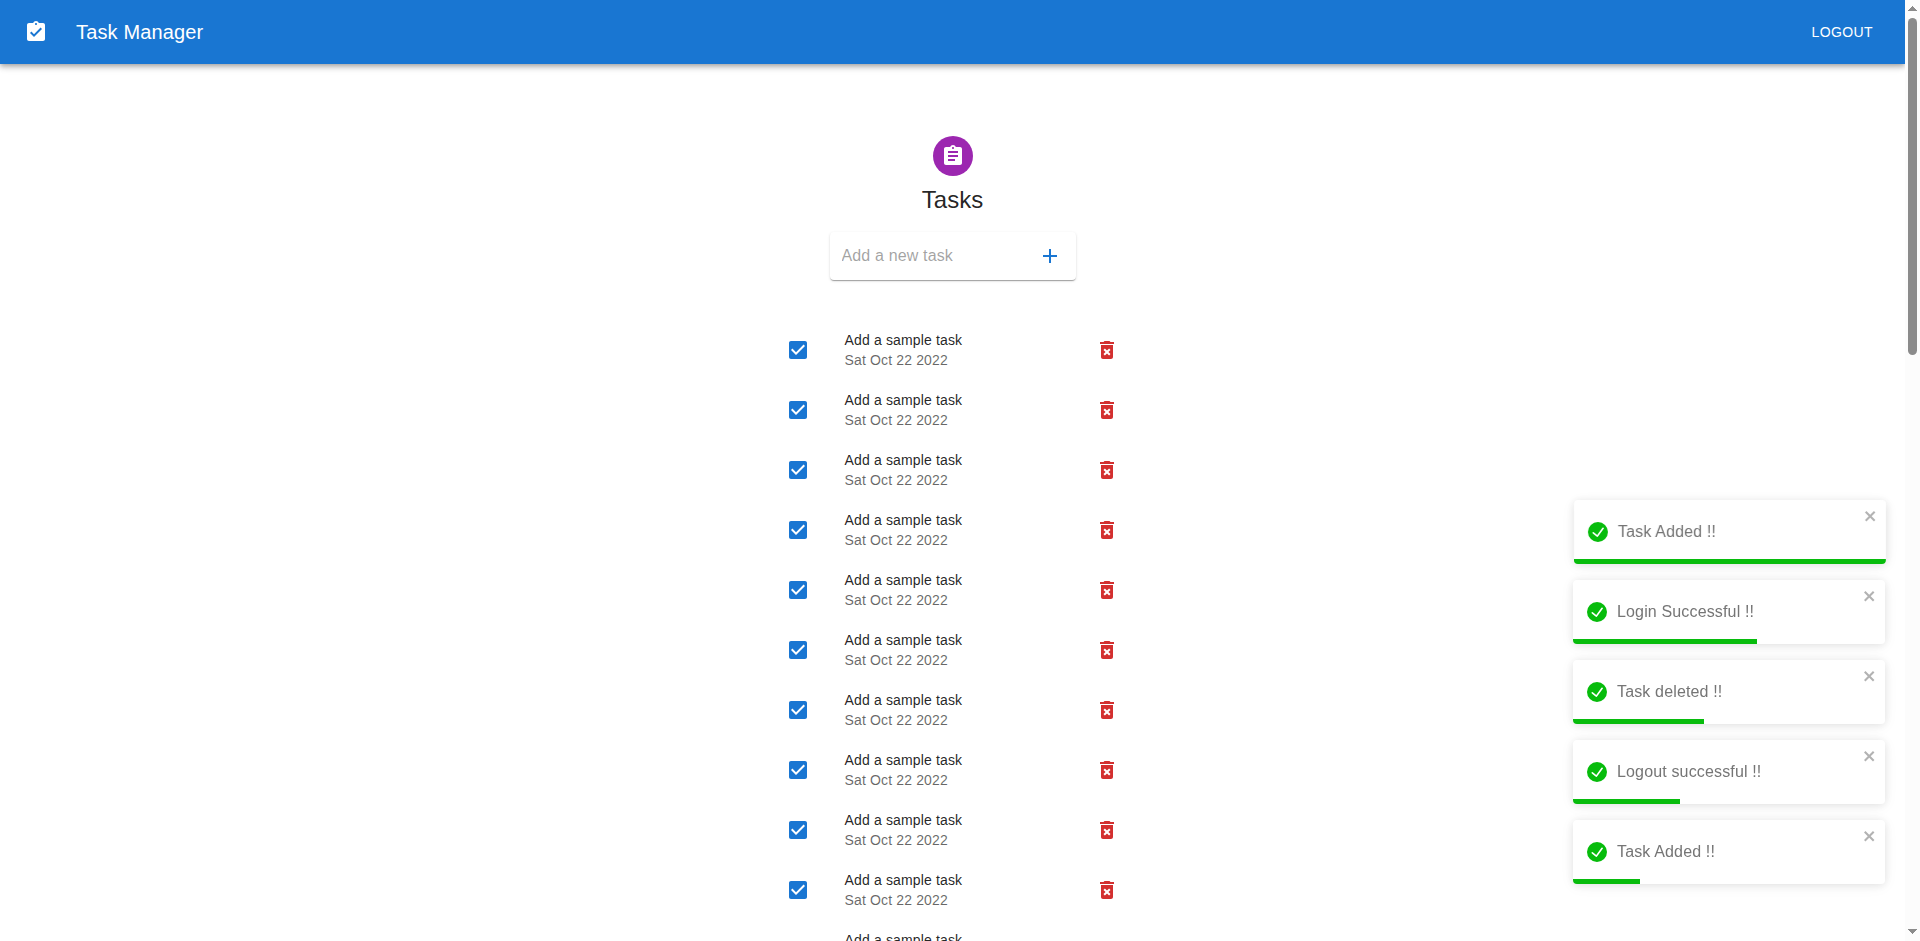 Task Manager
LOGOUT
Tasks
Add a new task
Add a sample task
Sat Oct 22 2022
Add a sample task
Sat Oct 22 2022
Add a sample task
Sat Oct 22 2022
Add a sample task
Sat Oct 22 2022
Add a sample task
Sat Oct 22 2022
Add a sample task
Sat Oct 22 2022
Add a sample task
Sat Oct 22 2022
Add a sample task
Sat Oct 22 2022
Add a sample task
Sat Oct 22 2022
Add a sample task
Sat Oct 22 2022
Add a sample task
Task Added !!
Login Successful !!
Task deleted !!
Logout successful !!
Task Added !!